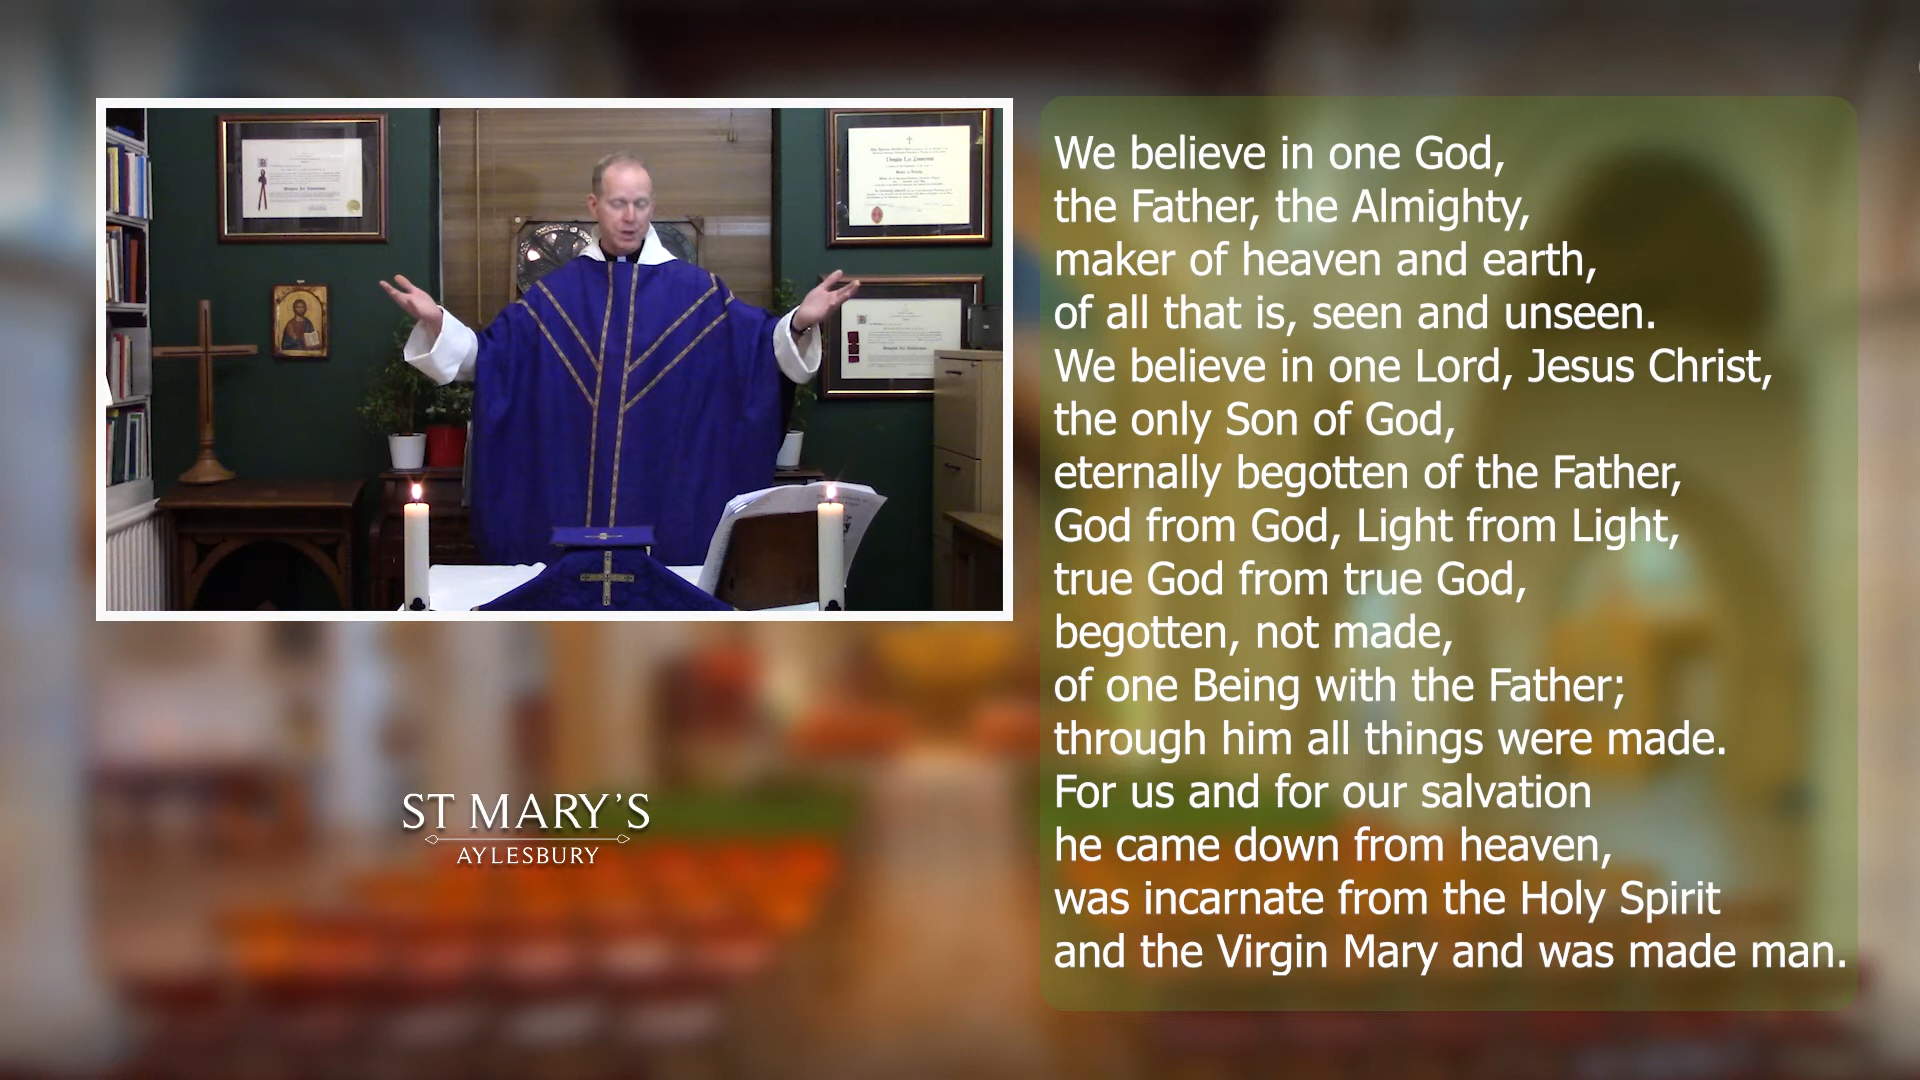 We believe in one God,
the Father, the Almighty,
maker of heaven and earth,
of all that is, seen and unseen.
We believe in one Lord, Jesus Christ,
the only Son of God,
eternally begotten of the Father,
God from God, Light from Light,
true God from true God,
begotten, not made,
of one Being with the Father;
through him all things were made.
For us and for our salvation
he came down from heaven,
was incarnate from the Holy Spirit
and the Virgin Mary and was made man.
ST MARY'S
AYLESBURY